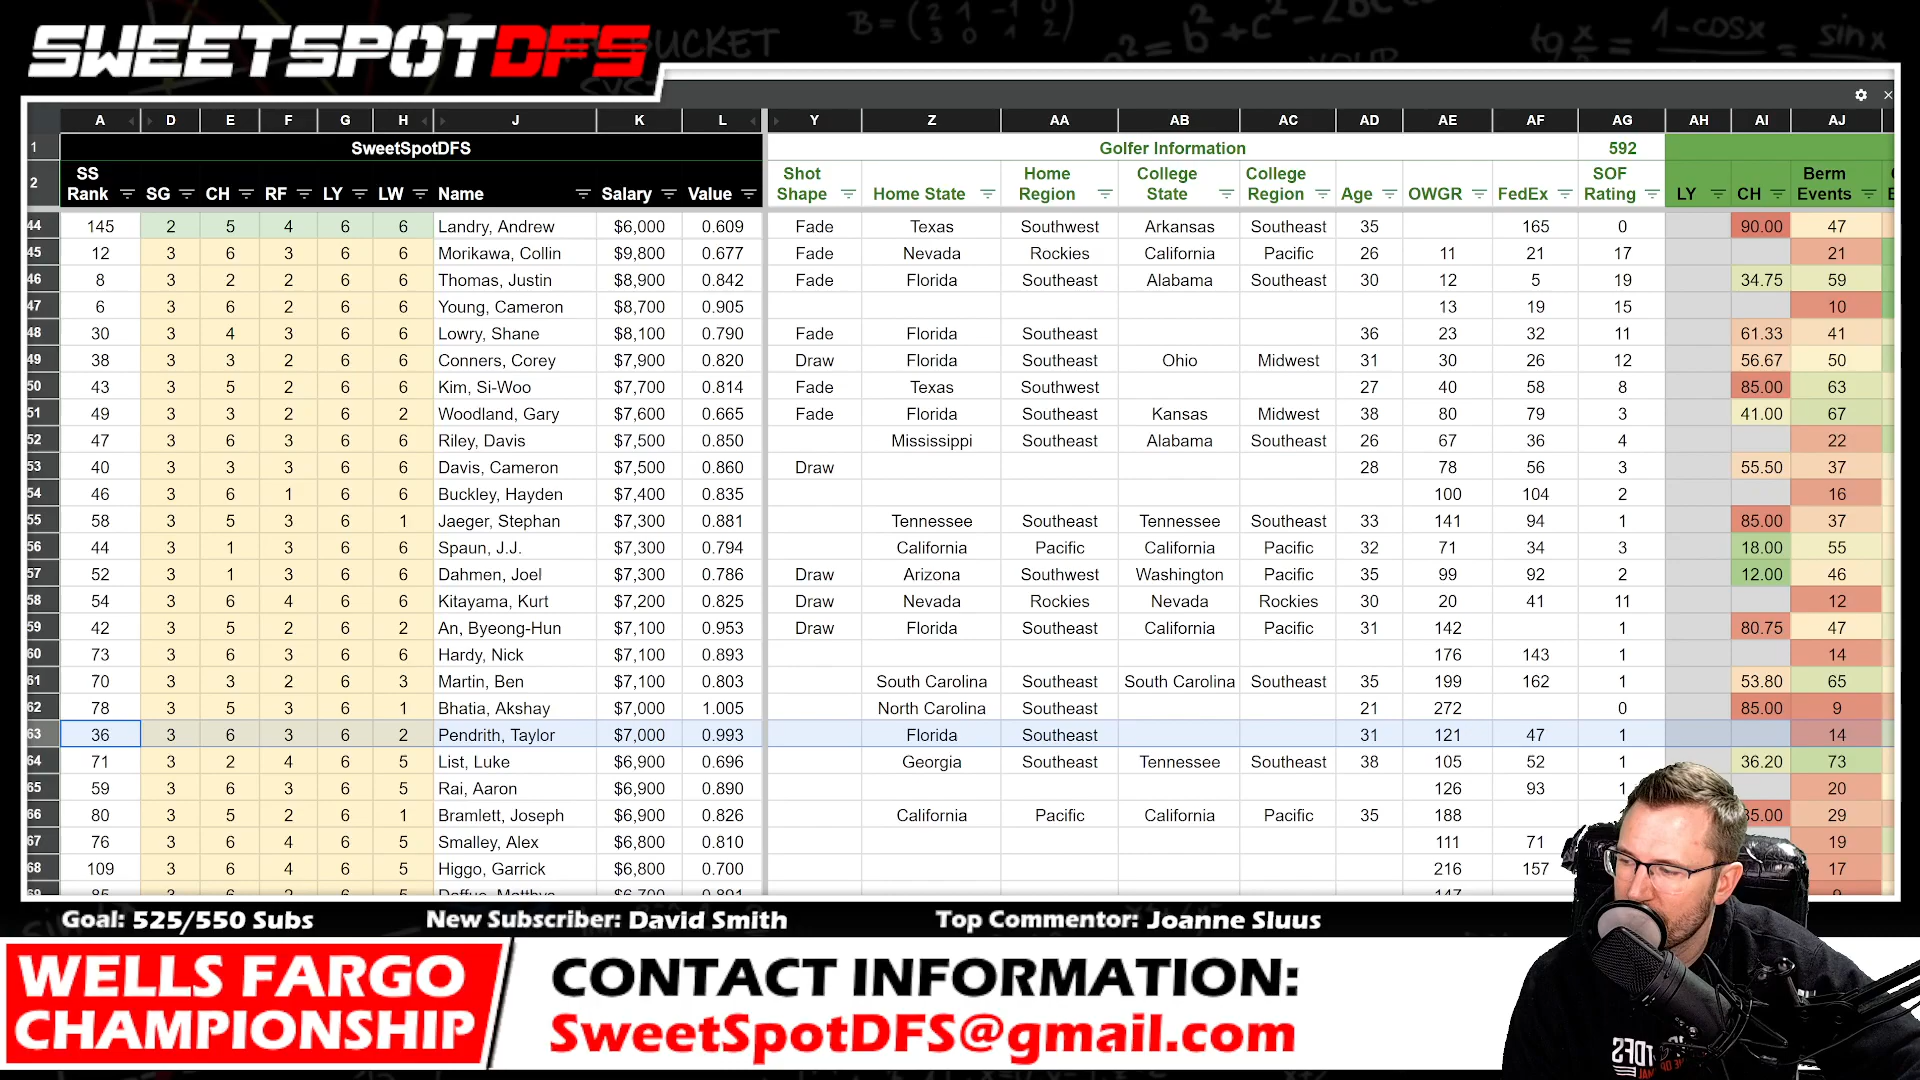 SWEETSPOTDFS
A D E F G H J K L Y Z AA AB AC AD AE AF AG AH AI AJ
1 SweetSpotDFS Golfer Information 592
2 SS Rank SG CH RF LY LW Name Salary Value Shot Shape Home State Home Region College State College Region Age OWGR FedEx SOF Rating LY CH Berm Events
44 145 2 5 4 6 6 Landry, Andrew $6,000 0.609 Fade Texas Southwest Arkansas Southeast 35 165 0 90.00 47
45 12 3 6 3 6 6 Morikawa, Collin $9,800 0.677 Fade Nevada Rockies California Pacific 26 11 21 17 21
46 8 3 2 2 6 6 Thomas, Justin $8,900 0.842 Fade Florida Southeast Alabama Southeast 30 12 5 19 34.75 59
47 6 3 6 2 6 6 Young, Cameron $8,700 0.905 13 19 15 10
48 30 3 4 3 6 6 Lowry, Shane $8,100 0.790 Fade Florida Southeast 36 23 32 11 61.33 41
49 38 3 3 2 6 6 Conners, Corey $7,900 0.820 Draw Florida Southeast Ohio Midwest 31 30 26 12 56.67 50
50 43 3 5 2 6 6 Kim, Si-Woo $7,700 0.814 Fade Texas Southwest 27 40 58 8 85.00 63
51 49 3 3 2 6 2 Woodland, Gary $7,600 0.665 Fade Florida Southeast Kansas Midwest 38 80 79 3 41.00 67
52 47 3 6 3 6 6 Riley, Davis $7,500 0.850 Mississippi Southeast Alabama Southeast 26 67 36 4 22
53 40 3 3 3 6 6 Davis, Cameron $7,500 0.860 Draw 28 78 56 3 55.50 37
54 46 3 6 1 6 6 Buckley, Hayden $7,400 0.835 100 104 2 16
55 58 3 5 3 6 1 Jaeger, Stephan $7,300 0.881 Tennessee Southeast Tennessee Southeast 33 141 94 1 85.00 37
56 44 3 1 3 6 6 Spaun, J.J. $7,300 0.794 California Pacific California Pacific 32 71 34 3 18.00 55
57 52 3 1 3 6 6 Dahmen, Joel $7,300 0.786 Draw Arizona Southwest Washington Pacific 35 99 92 2 12.00 46
58 54 3 6 4 6 6 Kitayama, Kurt $7,200 0.825 Draw Nevada Rockies Nevada Rockies 30 20 41 11 12
59 42 3 5 2 6 2 An, Byeong-Hun $7,100 0.953 Draw Florida Southeast California Pacific 31 142 1 80.75 47
60 73 3 6 3 6 6 Hardy, Nick $7,100 0.893 176 143 1 14
61 70 3 3 2 6 3 Martin, Ben $7,100 0.803 South Carolina Southeast South Carolina Southeast 35 199 162 1 53.80 65
62 78 3 5 3 6 1 Bhatia, Akshay $7,000 1.005 North Carolina Southeast 21 272 0 85.00 9
63 36 3 6 3 6 2 Pendrith, Taylor $7,000 0.993 Florida Southeast 31 121 47 1 14
64 71 3 2 4 6 5 List, Luke $6,900 0.696 Georgia Southeast Tennessee Southeast 38 105 52 1 36.20 73
65 59 3 6 3 6 5 Rai, Aaron $6,900 0.890 126 93 1 20
66 80 3 5 2 6 1 Bramlett, Joseph $6,900 0.826 California Pacific California Pacific 35 188 29
67 76 3 6 4 6 5 Smalley, Alex $6,800 0.810 111 71 19
68 109 3 6 4 6 5 Higgo, Garrick $6,800 0.700 216 157 17
Goal: 525/550 Subs New Subscriber: David Smith Top Commentor: Joanne Sluus
WELLS FARGO
CHAMPIONSHIP
CONTACT INFORMATION:
SweetSpotDFS@gmail.com